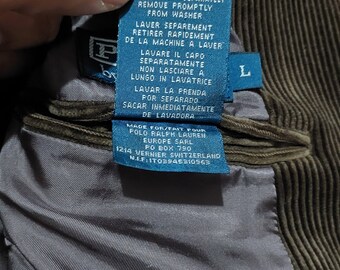 SEPARATELY
REMOVE PROMPTLY
FROM WASHER
LAVER SEPAREMENT
RETIRER RAPIDEMENT
DE LA MACHINE A LAVER
LAVARE IL CAPO
SEPARATAMENTE
NON LASCIARE A
LUNGO IN LAVATRICE
LAVAR LA PRENDA
POR SEPARADO
SACAR INMEDIATAMENTE
DE LAVADORA
L
MADE FOR/FAIT POUR
POLO RALPH LAUREN
EUROPE SARL
PO BOX 790
1214 VERNIER SWITZERLAND